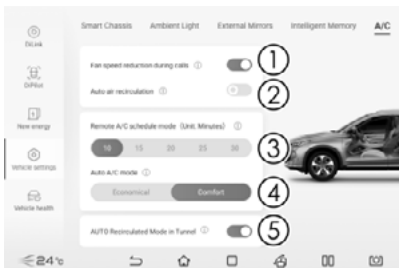 Smart Chassis Ambient Light External Mirrors Intelligent Memory A/C
DiLink
DiPilot
New energy
Vehicle settings
Vehicle health
Fan speed reduction during calls ⓘ ①
Auto air recirculation ⓘ ②
Remote A/C schedule mode (Unit: Minutes) ⓘ
10 15 20 25 30 ③
Auto A/C mode ⓘ
Economical Comfort ④
AUTO Recirculated Mode in Tunnel ⓘ ⑤
24°c